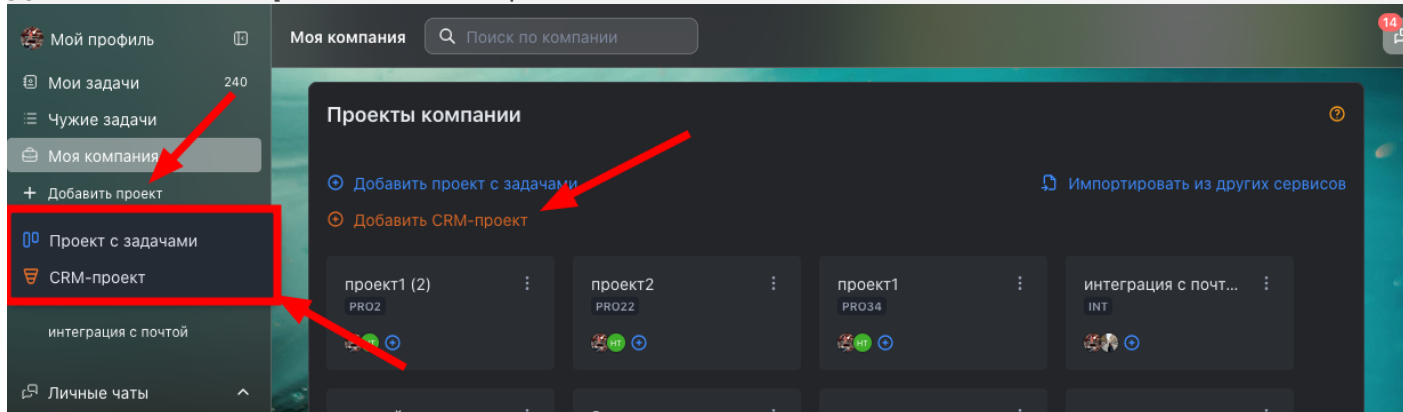 Мой профиль
Мои задачи 240
Чужие задачи
Моя компания
Добавить проект
Проект с задачами
CRM-проект
интеграция с почтой
Личные чаты
Моя компания
Поиск по компании
14
Проекты компании
Добавить проект с задачами
Импортировать из других сервисов
Добавить CRM-проект
проект1 (2)
PRO2
НТ
проект2
PRO22
НТ
проект1
PRO34
НТ
интеграция с почт...
INT